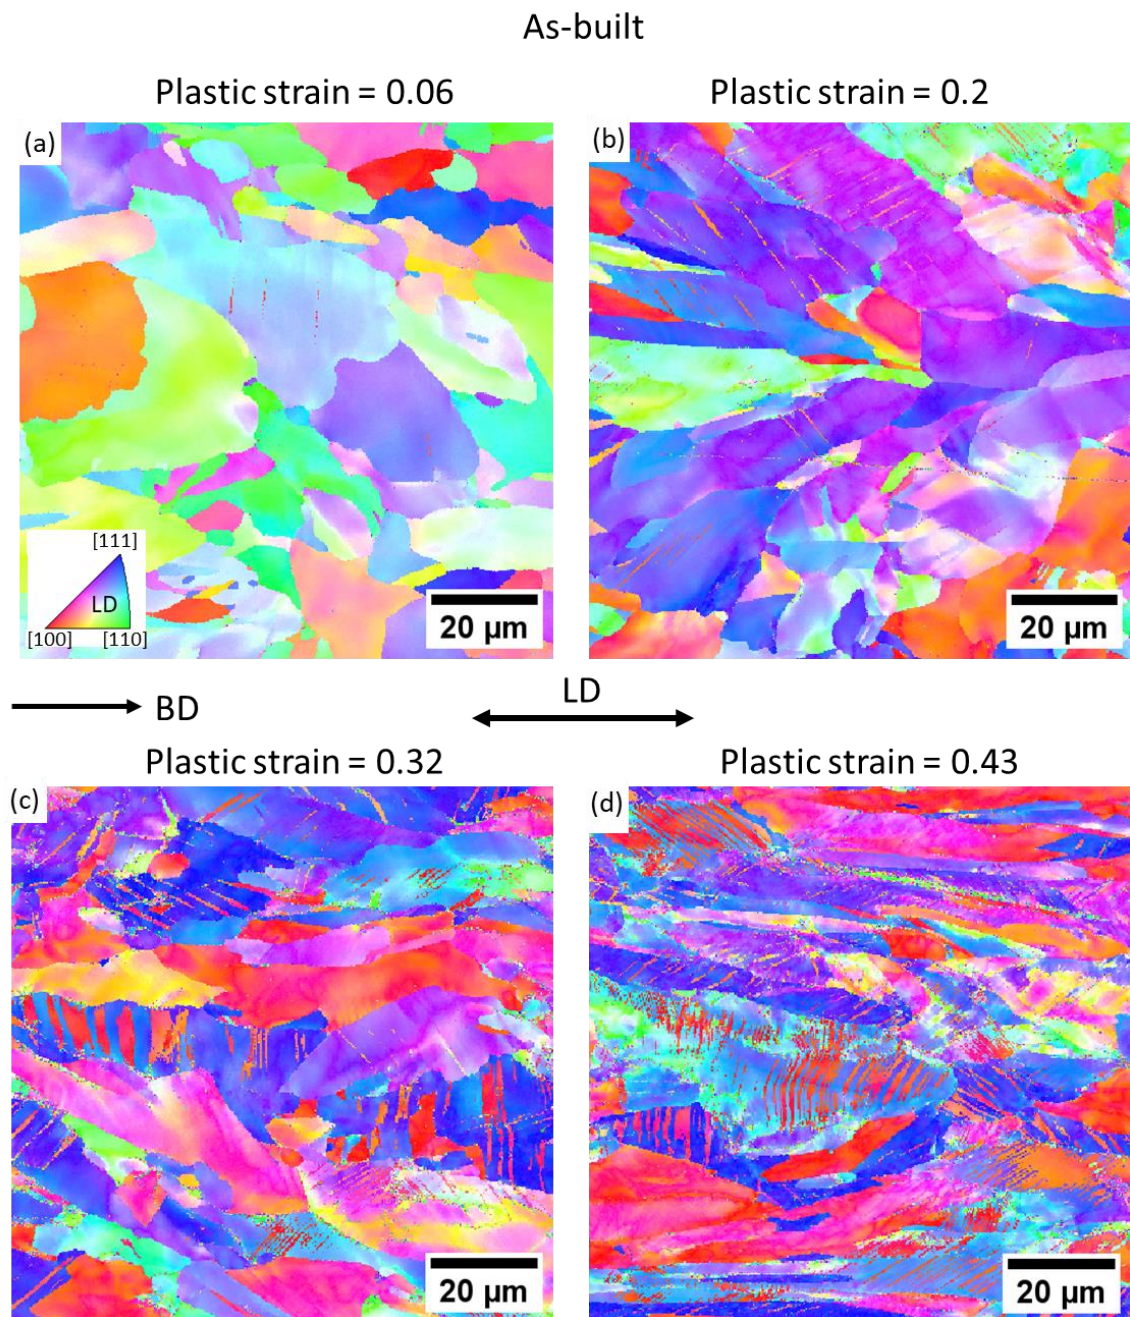 As-built
Plastic strain = 0.06
Plastic strain = 0.2
(a)
(b)
[111]
LD
[100] [110]
20 µm
20 µm
BD
LD
Plastic strain = 0.32
Plastic strain = 0.43
(c)
(d)
20 µm
20 µm